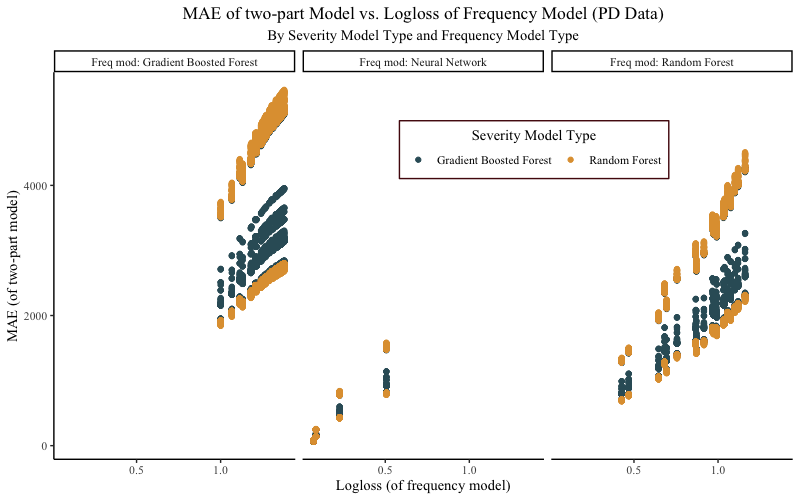 MAE of two-part Model vs. Logloss of Frequency Model (PD Data)
By Severity Model Type and Frequency Model Type
Freq mod: Gradient Boosted Forest
Freq mod: Neural Network
Freq mod: Random Forest
Severity Model Type
Gradient Boosted Forest
Random Forest
MAE (of two-part model)
4000
2000
0
0.5
1.0
0.5
1.0
0.5
1.0
Logloss (of frequency model)